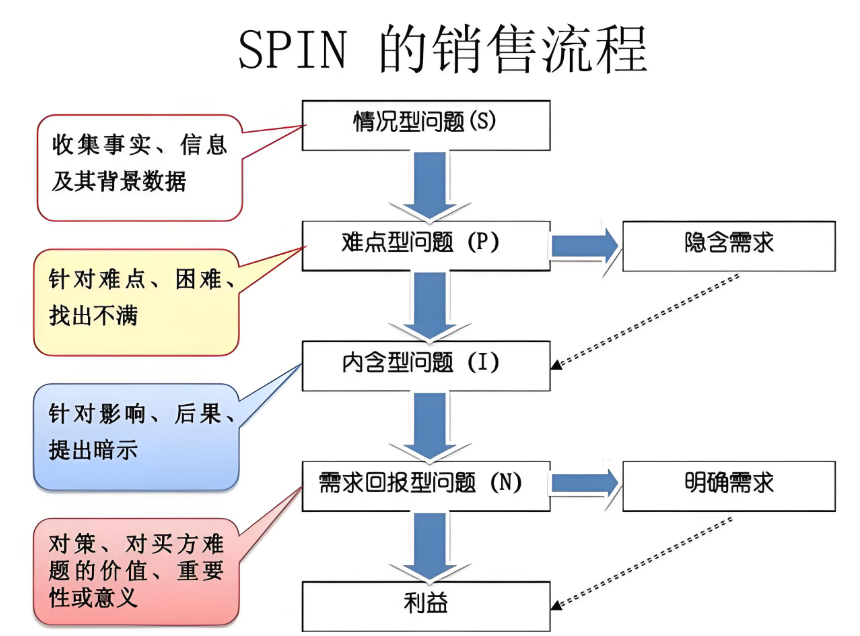 SPIN 的销售流程
情况型问题(S)
收集事实、信息
及其背景数据
难点型问题 (P)
隐含需求
针对难点、困难、
找出不满
内含型问题 (I)
针对影响、后果、
提出暗示
需求回报型问题 (N)
明确需求
对策、对买方难
题的价值、重要
性或意义
利益